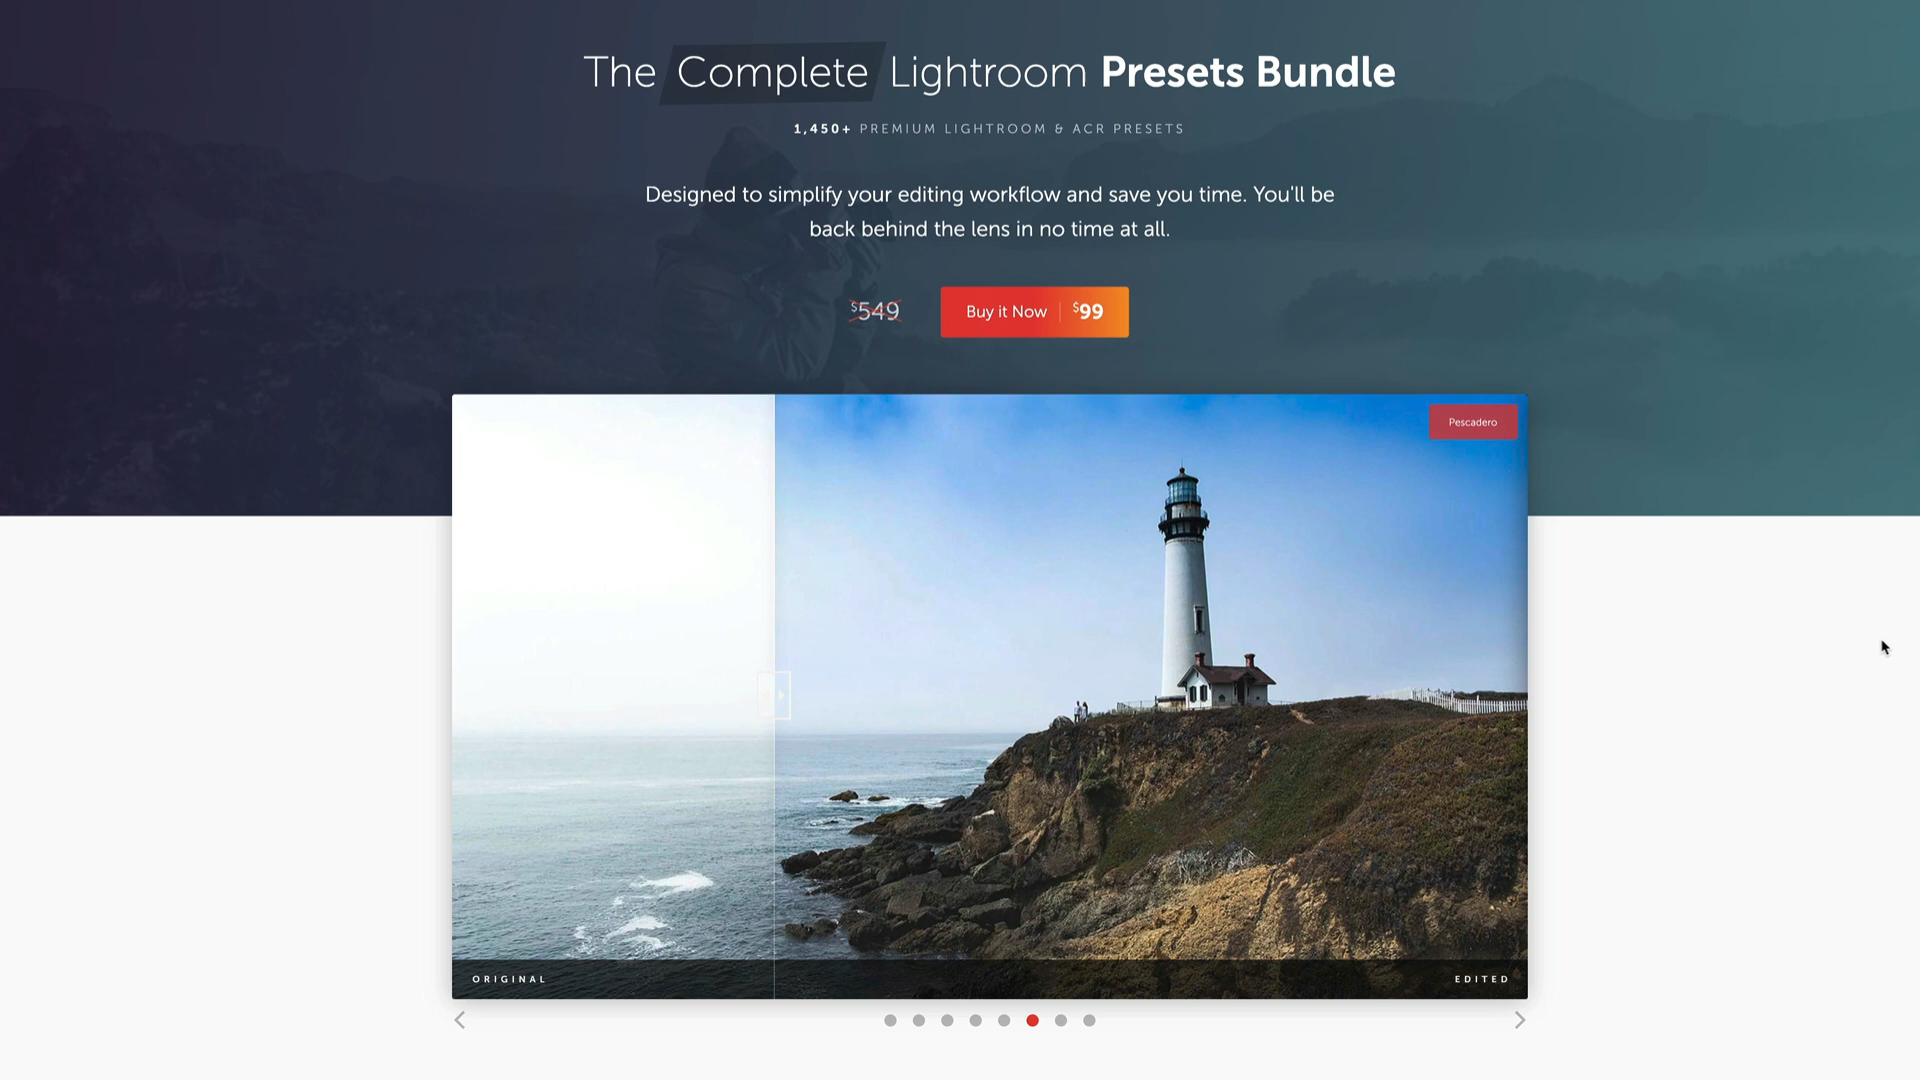 The Complete Lightroom Presets Bundle
1,450+ PREMIUM LIGHTROOM & ACR PRESETS
Designed to simplify your editing workflow and save you time. You'll be
back behind the lens in no time at all.
$549 Buy it Now $99
Pescadero
ORIGINAL EDITED